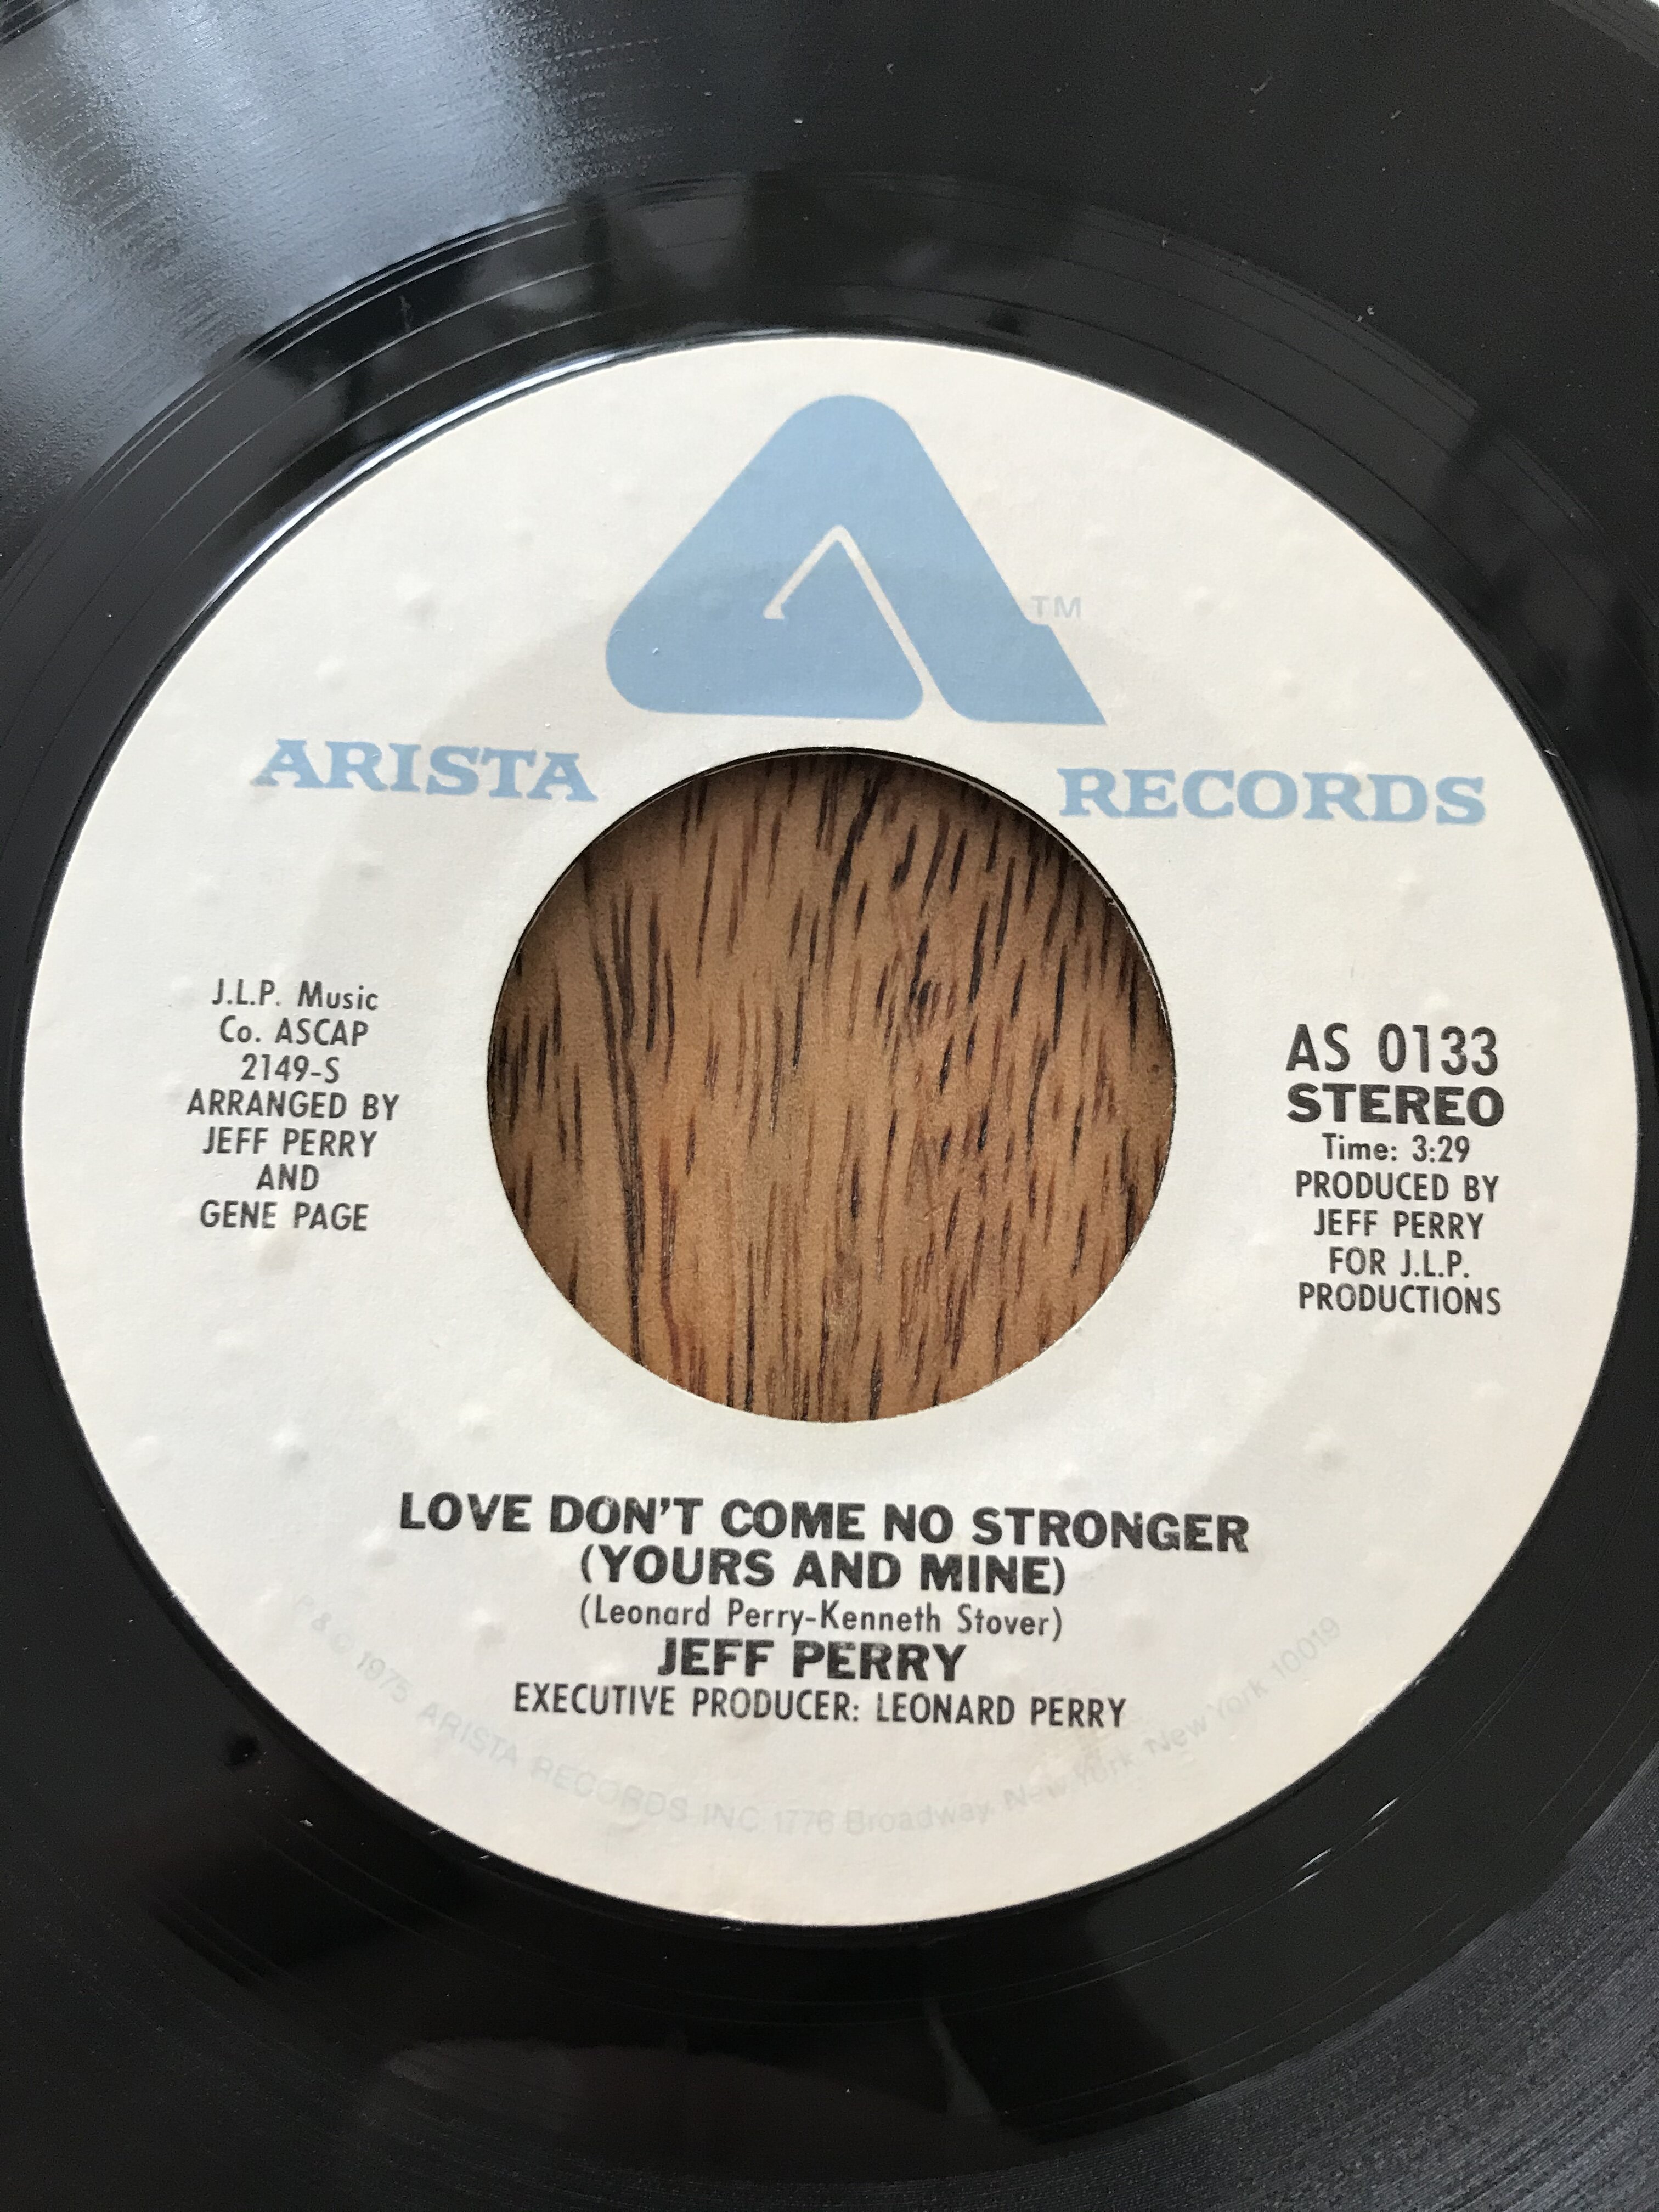 TM
ARISTA RECORDS
J.L.P. Music
Co. ASCAP
2149-S
ARRANGED BY
JEFF PERRY
AND
GENE PAGE
AS 0133
STEREO
Time: 3:29
PRODUCED BY
JEFF PERRY
FOR J.L.P.
PRODUCTIONS
LOVE DON'T COME NO STRONGER
(YOURS AND MINE)
(Leonard Perry-Kenneth Stover)
JEFF PERRY
EXECUTIVE PRODUCER: LEONARD PERRY
P & © 1975 ARISTA RECORDS INC 1776 Broadway New York New York 10019